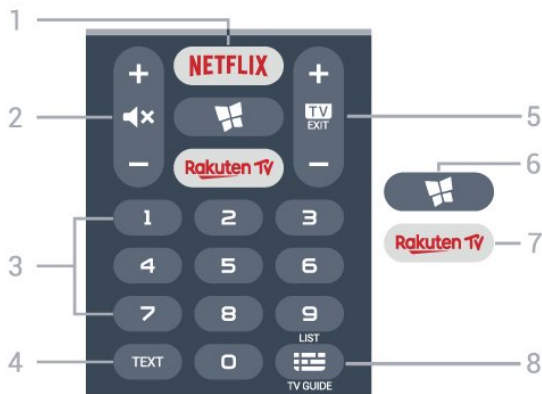 1
+ NETFLIX +
2
TV
EXIT
5
- -
Rakuten TV
6
1 2 3
Rakuten TV 7
3
4 5 6
7 8 9
LIST
4 TEXT 0
8
TV GUIDE